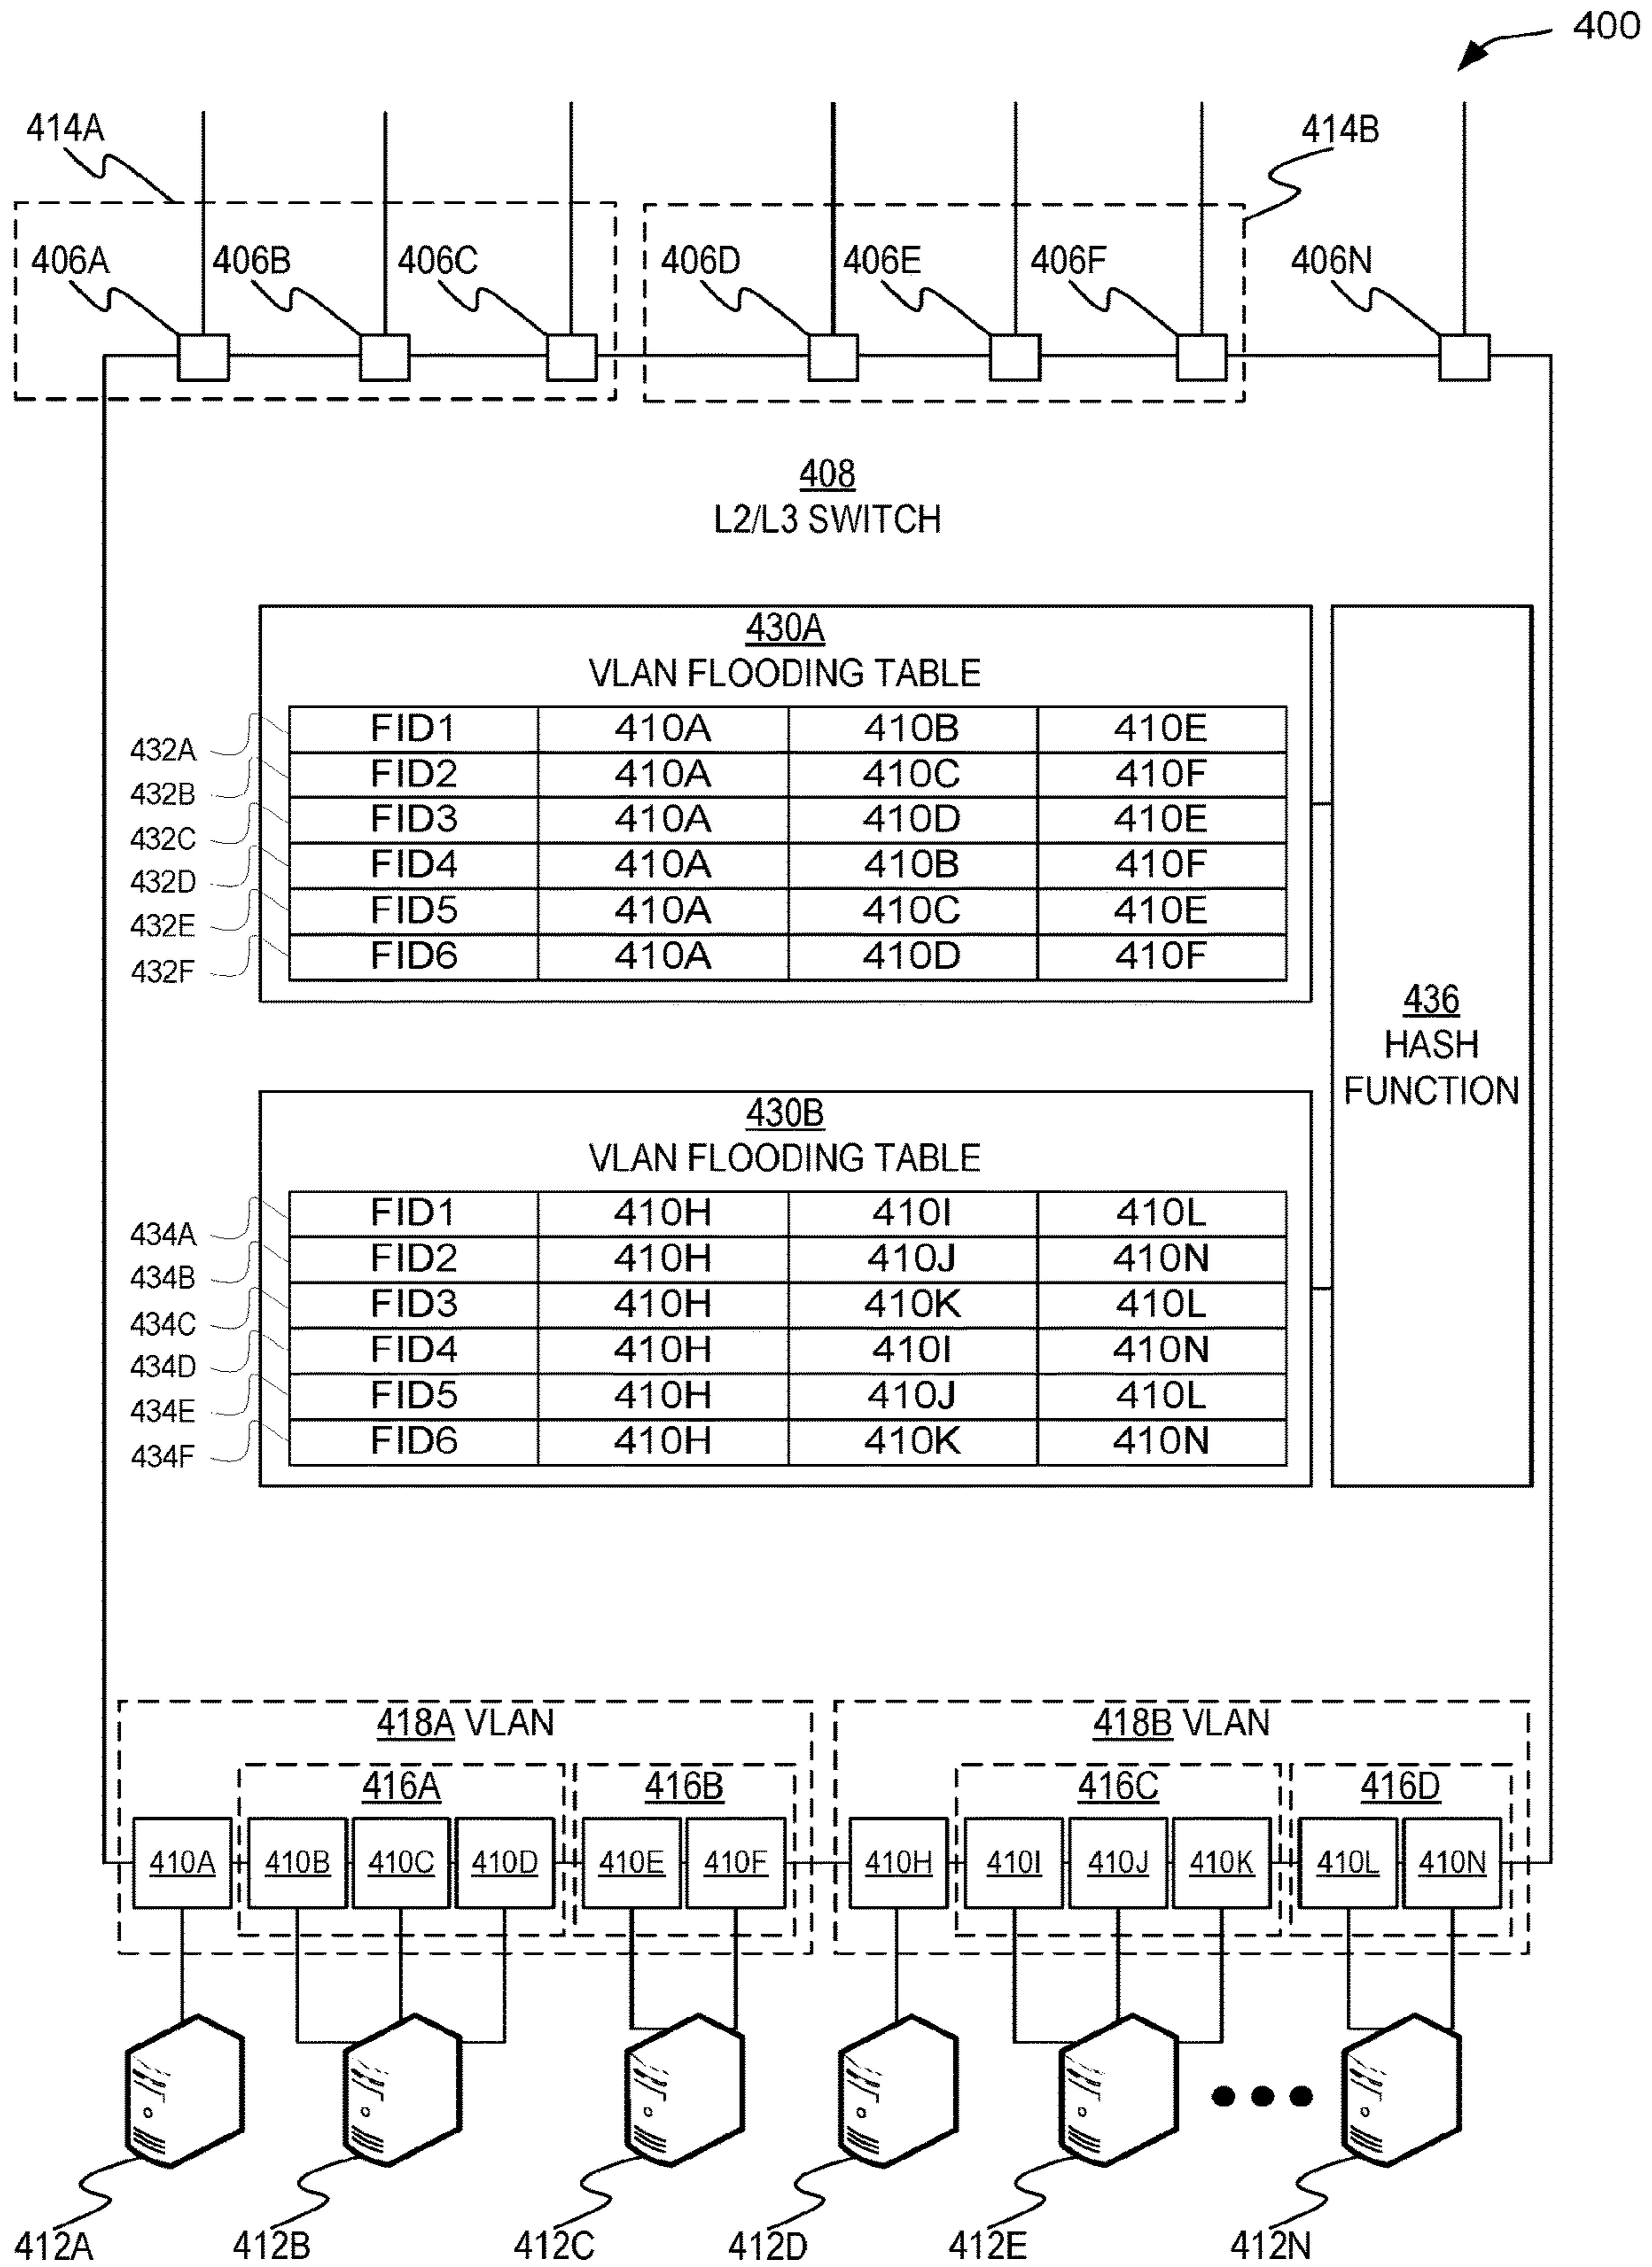 400
414A
414B
406A 406B 406C 406D 406E 406F 406N
408
L2/L3 SWITCH
430A
VLAN FLOODING TABLE
432A FID1 410A 410B 410E
432B FID2 410A 410C 410F
432C FID3 410A 410D 410E
432D FID4 410A 410B 410F
432E FID5 410A 410C 410E
432F FID6 410A 410D 410F
436
HASH
FUNCTION
430B
VLAN FLOODING TABLE
434A FID1 410H 410I 410L
434B FID2 410H 410J 410N
434C FID3 410H 410K 410L
434D FID4 410H 410I 410N
434E FID5 410H 410J 410L
434F FID6 410H 410K 410N
418A VLAN
418B VLAN
416A 416B 416C 416D
410A 410B 410C 410D 410E 410F 410H 410I 410J 410K 410L 410N
412A 412B 412C 412D 412E 412N